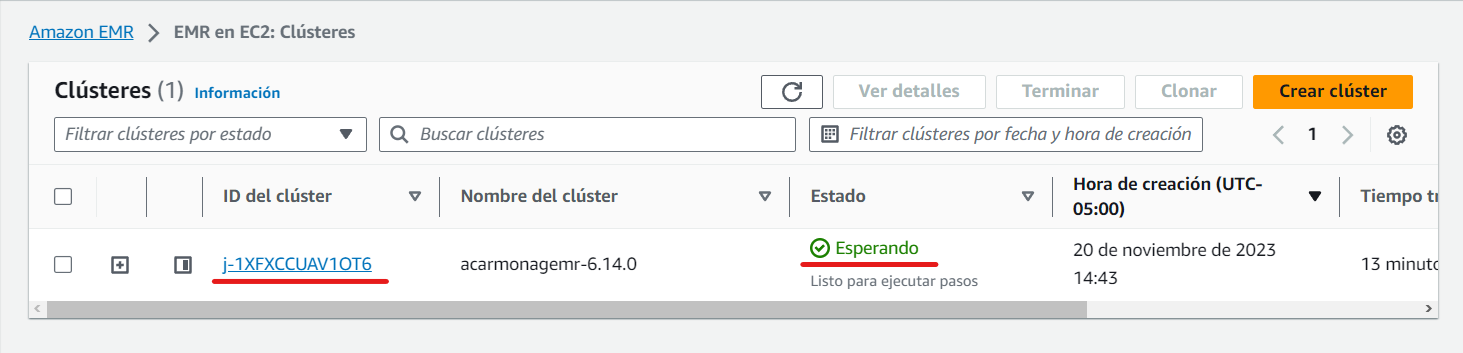 Amazon EMR > EMR en EC2: Clústeres
Clústeres (1) Información Ver detalles Terminar Clonar Crear clúster
Filtrar clústeres por estado Buscar clústeres Filtrar clústeres por fecha y hora de creación 1
ID del clúster Nombre del clúster Estado Hora de creación (UTC-
05:00) Tiempo
j-1XFXCCUAV1OT6 acarmonagemr-6.14.0 Esperando 20 de noviembre de 2023
Listo para ejecutar pasos 14:43 13